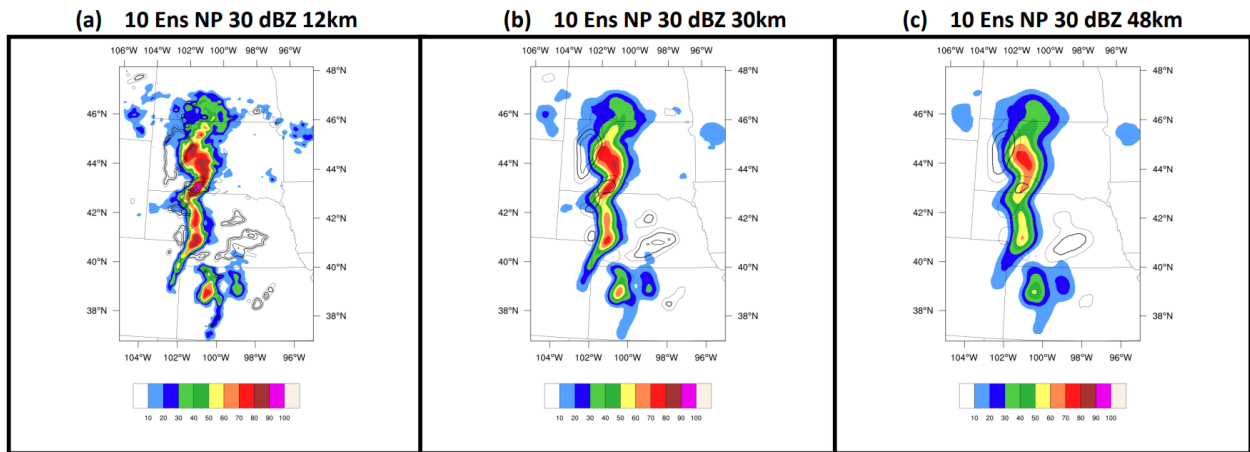 (a) 10 Ens NP 30 dBZ 12km
(b) 10 Ens NP 30 dBZ 30km
(c) 10 Ens NP 30 dBZ 48km
106°W 104°W 102°W 100°W 98°W 96°W
106°W 104°W 102°W 100°W 98°W 96°W
106°W 104°W 102°W 100°W 98°W 96°W
48°N 48°N 48°N
46°N 46°N 46°N 46°N 46°N 46°N
44°N 44°N 44°N 44°N 44°N 44°N
42°N 42°N 42°N 42°N 42°N 42°N
40°N 40°N 40°N 40°N 40°N 40°N
38°N 38°N 38°N 38°N 38°N 38°N
104°W 102°W 100°W 98°W 96°W
104°W 102°W 100°W 98°W 96°W
104°W 102°W 100°W 98°W 96°W
10 20 30 40 50 60 70 80 90 100
10 20 30 40 50 60 70 80 90 100
10 20 30 40 50 60 70 80 90 100